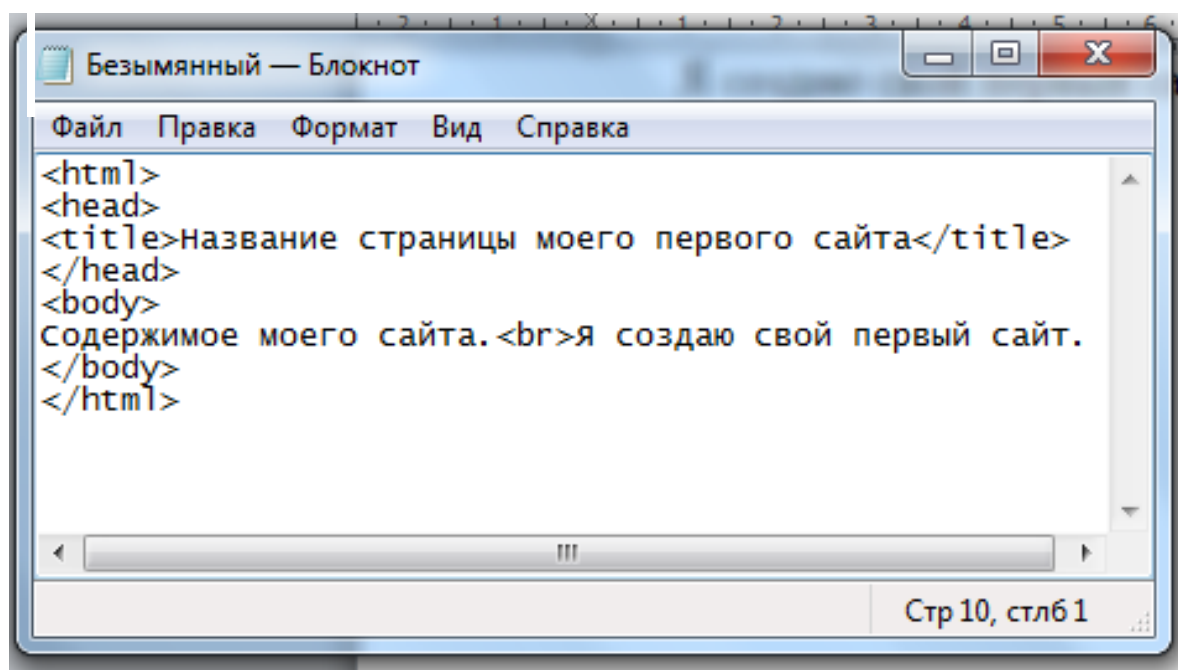 Безымянный — Блокнот
Файл Правка Формат Вид Справка
<html>
<head>
<title>Название страницы моего первого сайта</title>
</head>
<body>
Содержимое моего сайта.<br>Я создаю свой первый сайт.
</body>
</html>
Стр 10, стлб 1